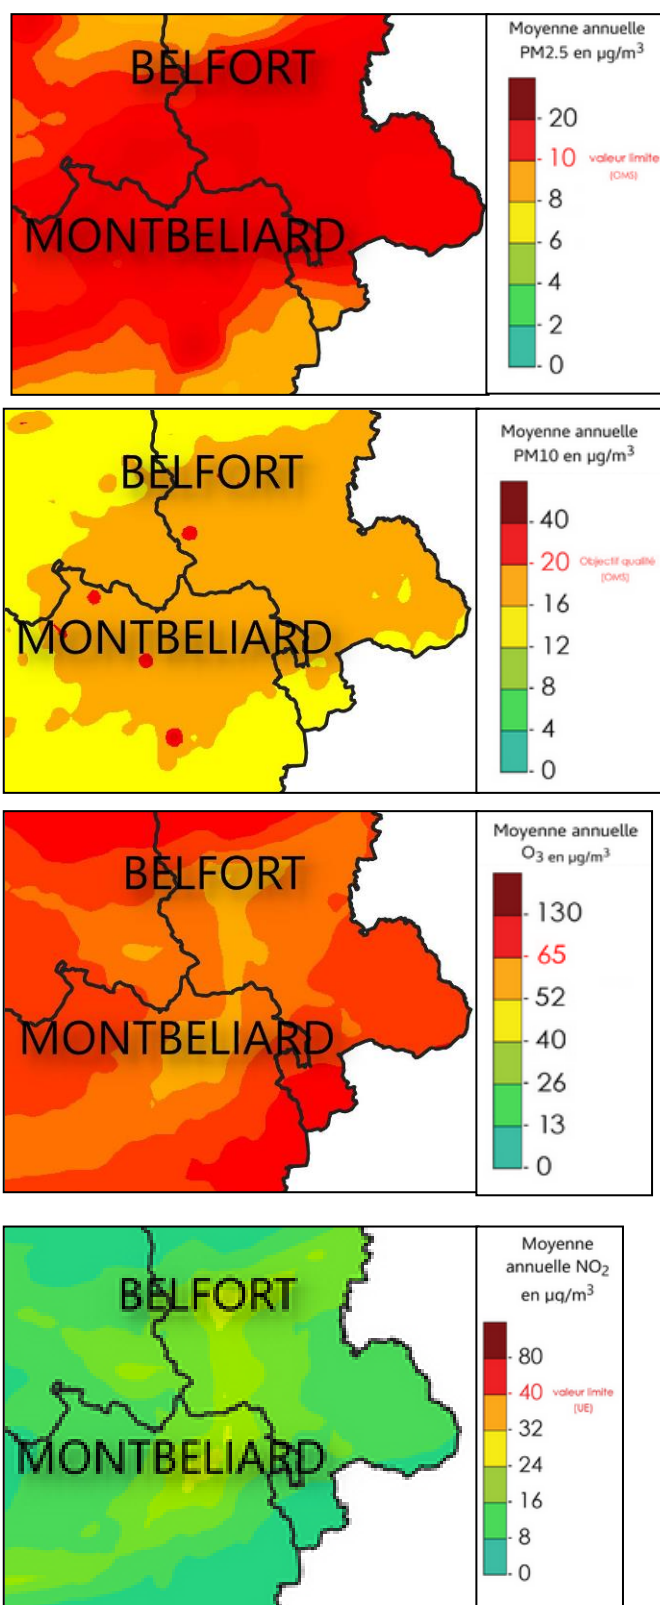 BELFORT
MONTBELIARD
Moyenne annuelle
PM2.5 en µg/m3
- 20
- 10 valeur limite
(OMS)
- 8
- 6
- 4
- 2
- 0
BELFORT
MONTBELIARD
Moyenne annuelle
PM10 en µg/m3
- 40
- 20 Objectif qualité
(OMS)
- 16
- 12
- 8
- 4
- 0
BELFORT
MONTBELIARD
Moyenne annuelle
O3 en µg/m3
- 130
- 65
- 52
- 40
- 26
- 13
- 0
BELFORT
MONTBELIARD
Moyenne
annuelle NO2
en µg/m3
- 80
- 40 valeur limite
(UE)
- 32
- 24
- 16
- 8
- 0